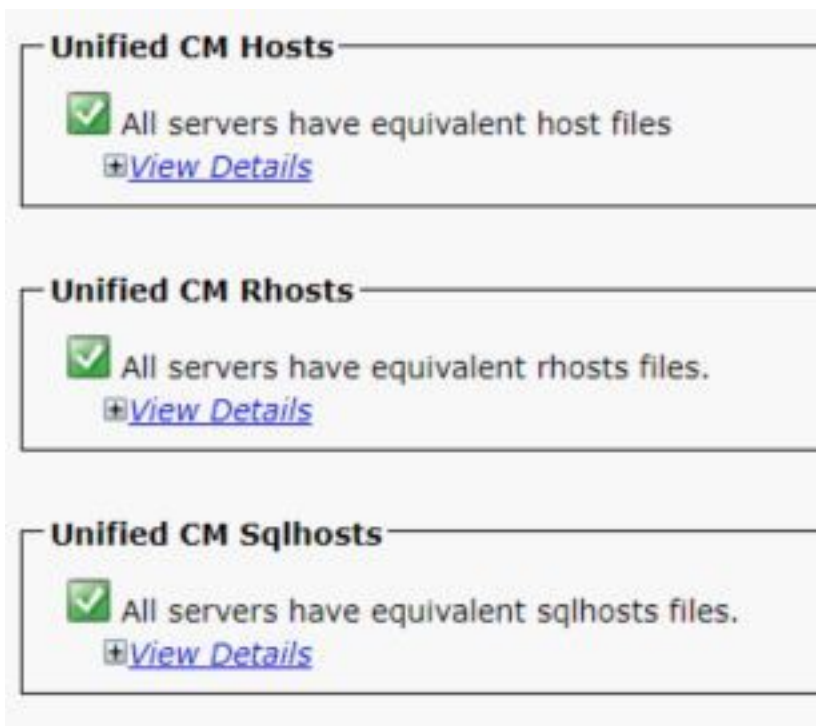 Unified CM Hosts
All servers have equivalent host files
View Details
Unified CM Rhosts
All servers have equivalent rhosts files.
View Details
Unified CM Sqlhosts
All servers have equivalent sqlhosts files.
View Details